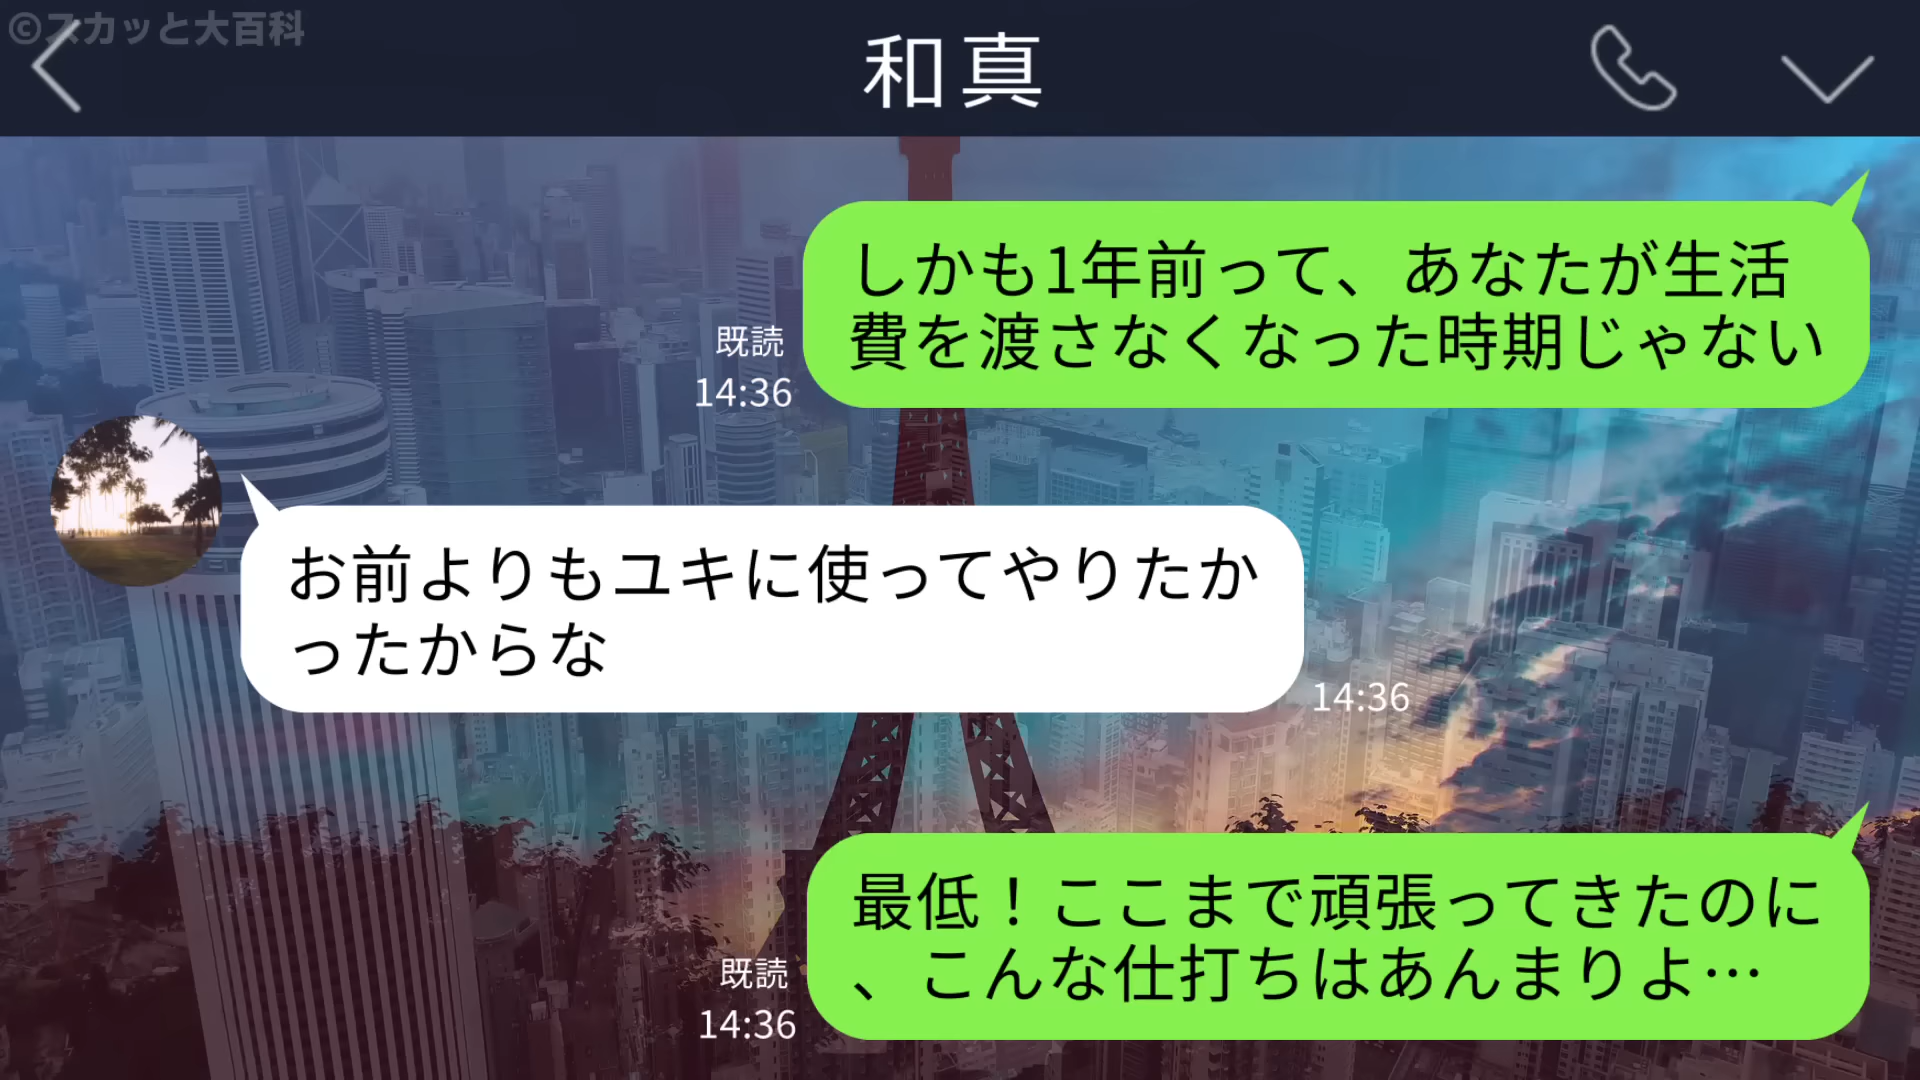 ©スカッと大百科
和真
しかも1年前って、あなたが生活
費を渡さなくなった時期じゃない
既読
14:36
お前よりもユキに使ってやりたか
ったからな
14:36
最低！ここまで頑張ってきたのに
、こんな仕打ちはあんまりよ…
既読
14:36